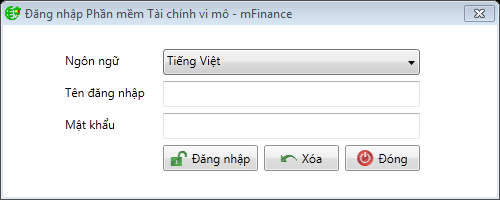 Đăng nhập Phần mềm Tài chính vi mô - mFinance
Ngôn ngữ Tiếng Việt
Tên đăng nhập
Mật khẩu
Đăng nhập Xóa Đóng